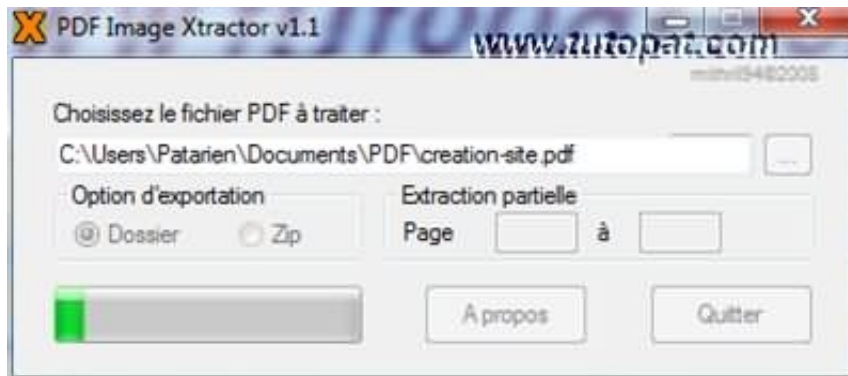 PDF Image Xtractor v1.1
www.tutopat.com
Choisissez le fichier PDF à traiter :
C:\Users\Patarien\Documents\PDF\creation-site.pdf
...
Option d'exportation
Dossier
Zip
Extraction partielle
Page
à
A propos
Quitter